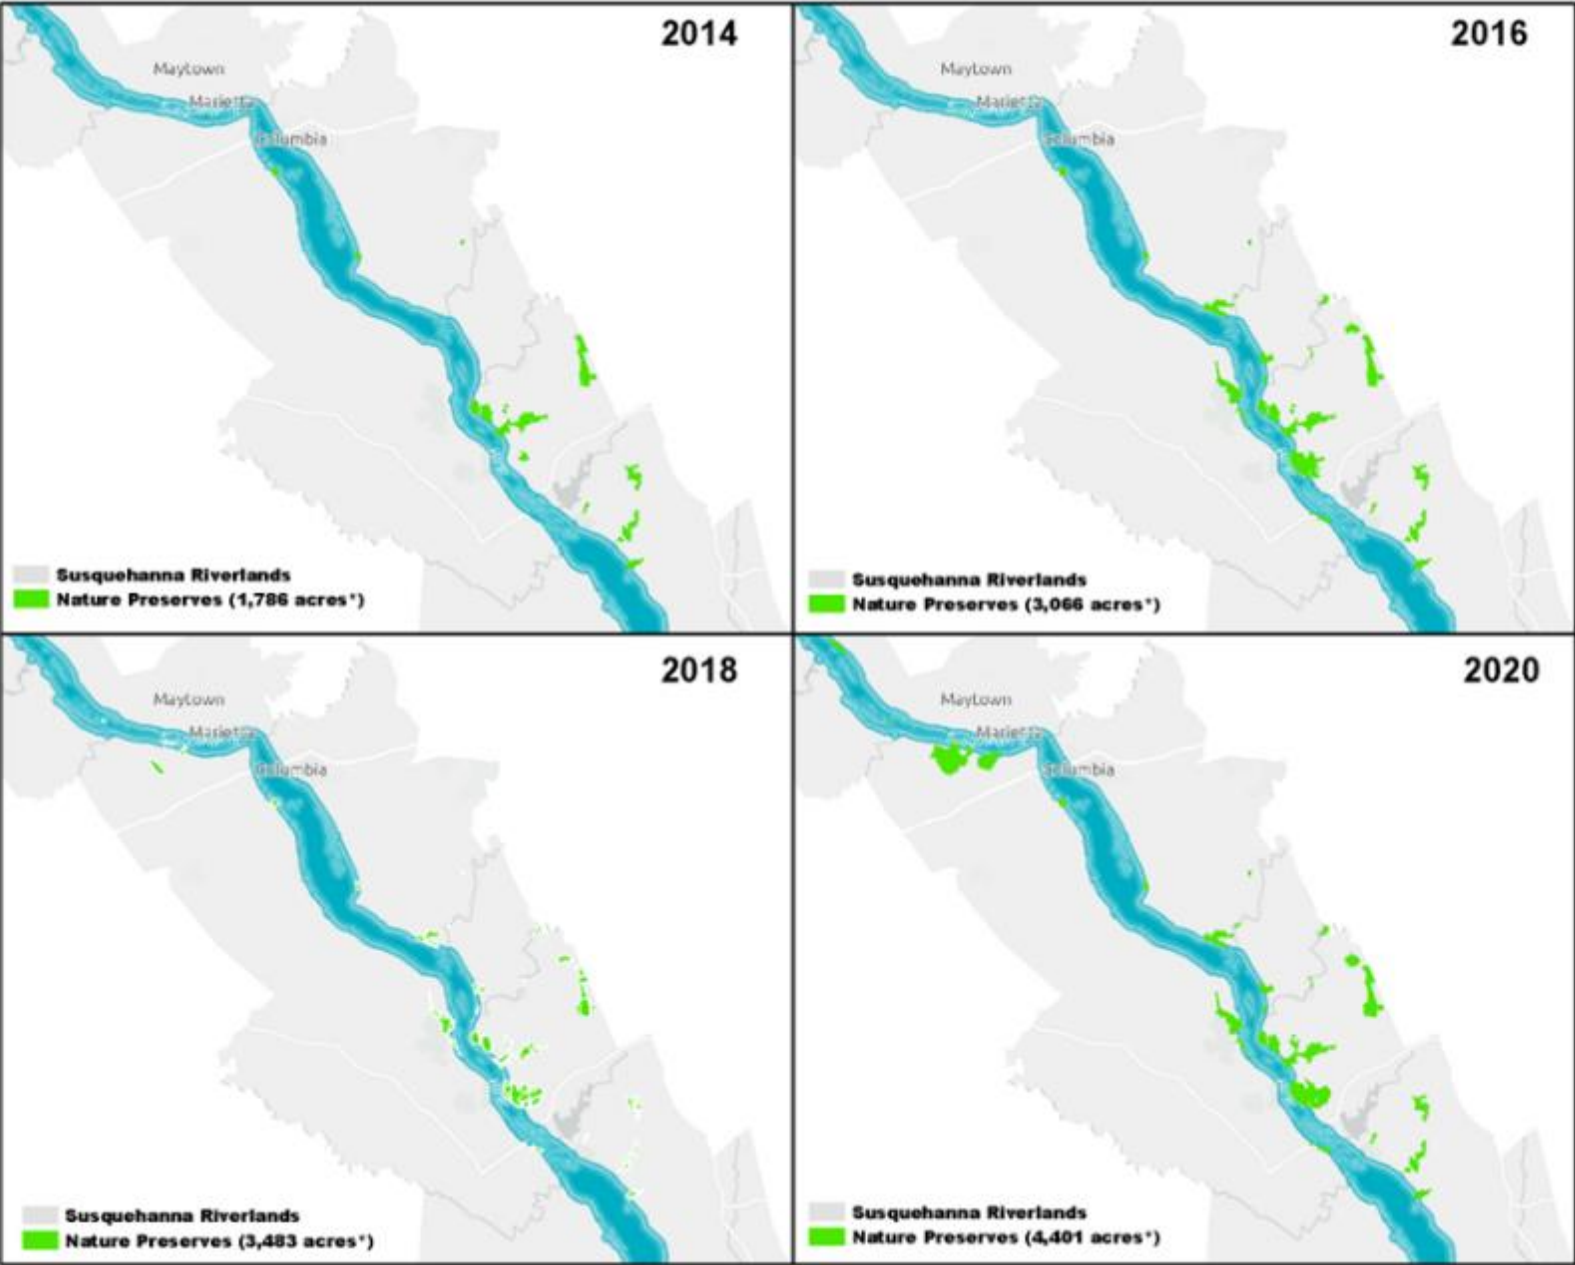 2014
Maytown
Marietta
Columbia
Susquehanna Riverlands
Nature Preserves (1,786 acres*)
2016
Maytown
Marietta
Columbia
Susquehanna Riverlands
Nature Preserves (3,066 acres*)
2018
Maytown
Marietta
Columbia
Susquehanna Riverlands
Nature Preserves (3,483 acres*)
2020
Maytown
Marietta
Columbia
Susquehanna Riverlands
Nature Preserves (4,401 acres*)